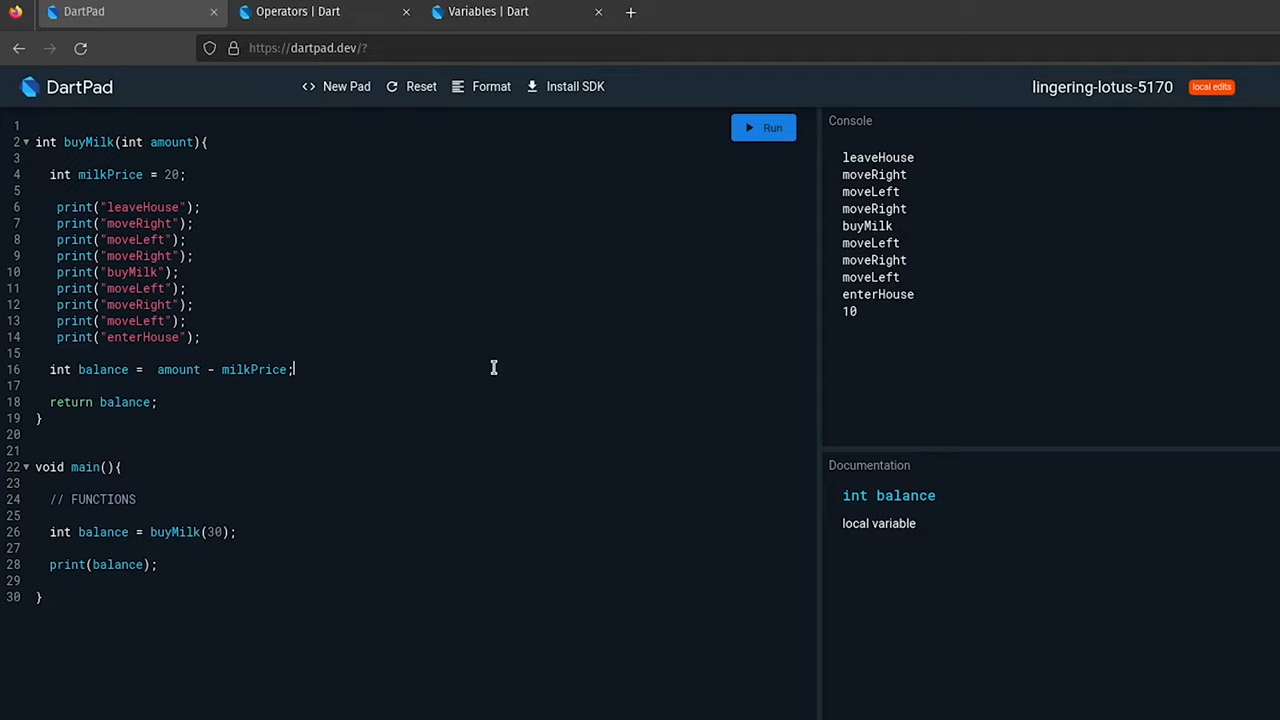 DartPad
Operators | Dart
Variables | Dart
https://dartpad.dev/?
DartPad
<> New Pad
Reset
Format
Install SDK
lingering-lotus-5170
local edits
Run
1
2 int buyMilk(int amount){
3
4 int milkPrice = 20;
5
6 print("leaveHouse");
7 print("moveRight");
8 print("moveLeft");
9 print("moveRight");
10 print("buyMilk");
11 print("moveLeft");
12 print("moveRight");
13 print("moveLeft");
14 print("enterHouse");
15
16 int balance =  amount - milkPrice;
17
18 return balance;
19 }
20
21
22 void main(){
23
24 // FUNCTIONS
25
26 int balance = buyMilk(30);
27
28 print(balance);
29
30 }
Console
leaveHouse
moveRight
moveLeft
moveRight
buyMilk
moveLeft
moveRight
moveLeft
enterHouse
10
Documentation
int balance
local variable